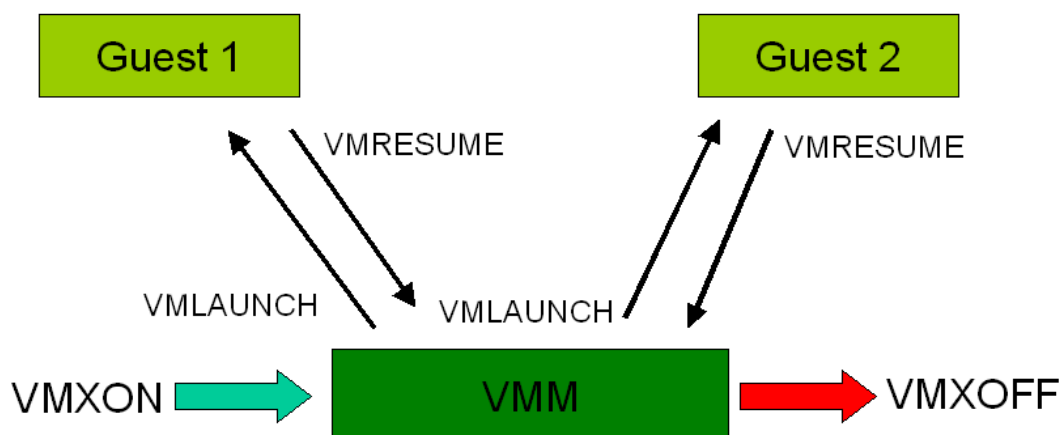 Guest 1
Guest 2
VMRESUME
VMRESUME
VMLAUNCH
VMLAUNCH
VMXON
VMM
VMXOFF